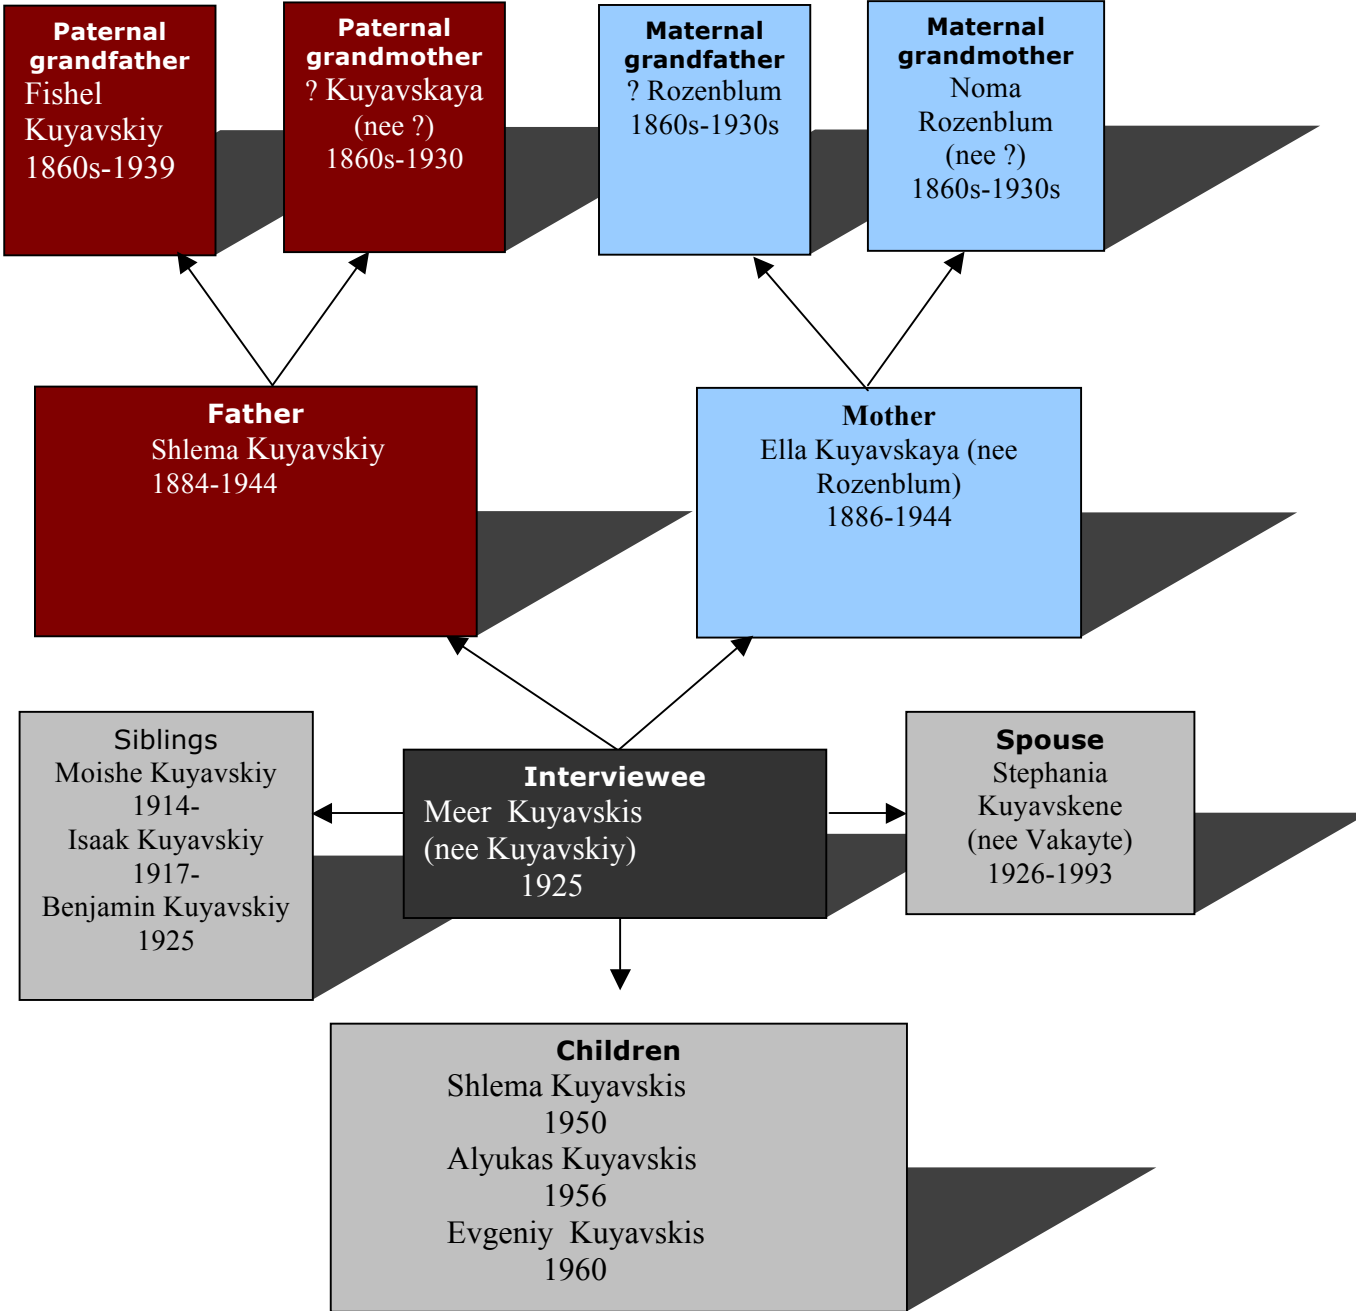 Paternal
grandfather
Fishel
Kuyavskiy
1860s-1939
Paternal
grandmother
? Kuyavskaya
(nee ?)
1860s-1930
Maternal
grandfather
? Rozenblum
1860s-1930s
Maternal
grandmother
Noma
Rozenblum
(nee ?)
1860s-1930s
Father
Shlema Kuyavskiy
1884-1944
Mother
Ella Kuyavskaya (nee
Rozenblum)
1886-1944
Siblings
Moishe Kuyavskiy
1914-
Isaak Kuyavskiy
1917-
Benjamin Kuyavskiy
1925
Interviewee
Meer Kuyavskis
(nee Kuyavskiy)
1925
Spouse
Stephania
Kuyavskene
(nee Vakayte)
1926-1993
Children
Shlema Kuyavskis
1950
Alyukas Kuyavskis
1956
Evgeniy Kuyavskis
1960